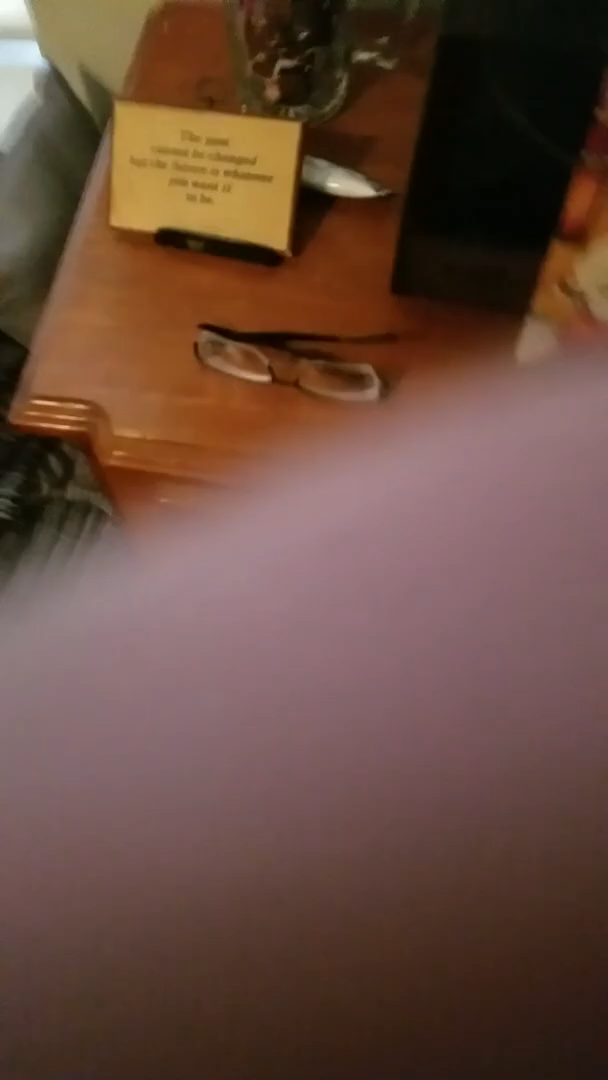 The past
cannot be changed
but the future is whatever
you want it
to be.